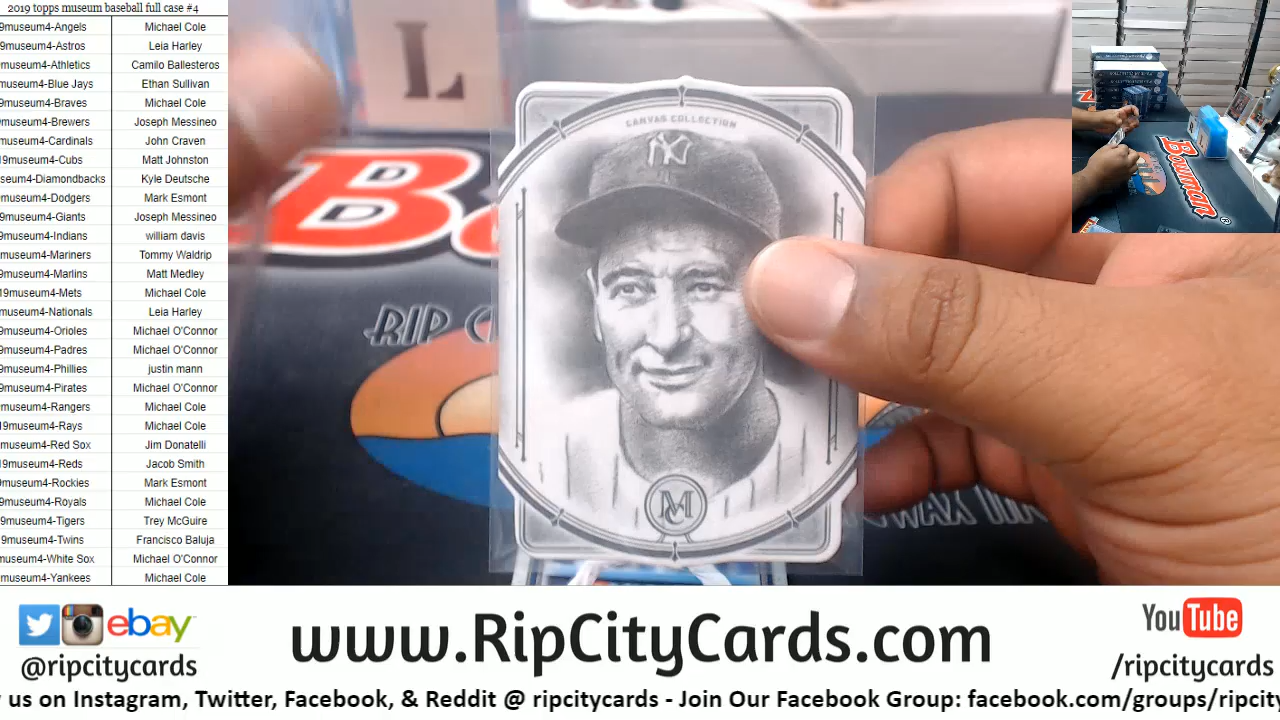 2019 topps museum baseball full case #4
9museum4-Angels Michael Cole
9museum4-Astros Leia Harley
museum4-Athletics Camilo Ballesteros
museum4-Blue Jays Ethan Sullivan
9museum4-Braves Michael Cole
9museum4-Brewers Joseph Messineo
museum4-Cardinals John Craven
19museum4-Cubs Matt Johnston
seum4-Diamondbacks Kyle Deutsche
9museum4-Dodgers Mark Esmont
9museum4-Giants Joseph Messineo
9museum4-Indians william davis
museum4-Mariners Tommy Waldrip
9museum4-Marlins Matt Medley
19museum4-Mets Michael Cole
museum4-Nationals Leia Harley
9museum4-Orioles Michael O'Connor
9museum4-Padres Michael O'Connor
9museum4-Phillies justin mann
9museum4-Pirates Michael O'Connor
museum4-Rangers Michael Cole
19museum4-Rays Michael Cole
museum4-Red Sox Jim Donatelli
19museum4-Reds Jacob Smith
museum4-Rockies Mark Esmont
9museum4-Royals Michael Cole
9museum4-Tigers Trey McGuire
19museum4-Twins Francisco Baluja
museum4-White Sox Michael O'Connor
museum4-Yankees Michael Cole
L
CANVAS COLLECTION
NY
MC
Bo
RIP C
WAX
Bowman
®
ebay
@ripcitycards
www.RipCityCards.com
YouTube
/ripcitycards
us on Instagram, Twitter, Facebook, & Reddit @ ripcitycards - Join Our Facebook Group: facebook.com/groups/ripcity